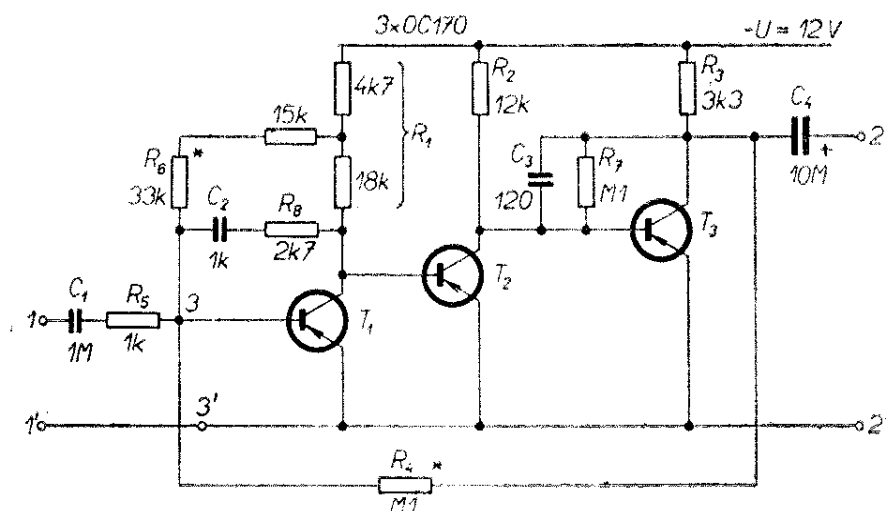 3×OC170
-U = 12 V
4k7
R₂
12k
R₃
3k3
15k
R₁
C₄
2
+
10M
R₆ *
33k
18k
C₃
120
R₇
M1
C₂
1k
R₈
2k7
T₃
T₂
C₁
1M
R₅
1k
1
3
T₁
1'
3'
2'
R₄ *
M1